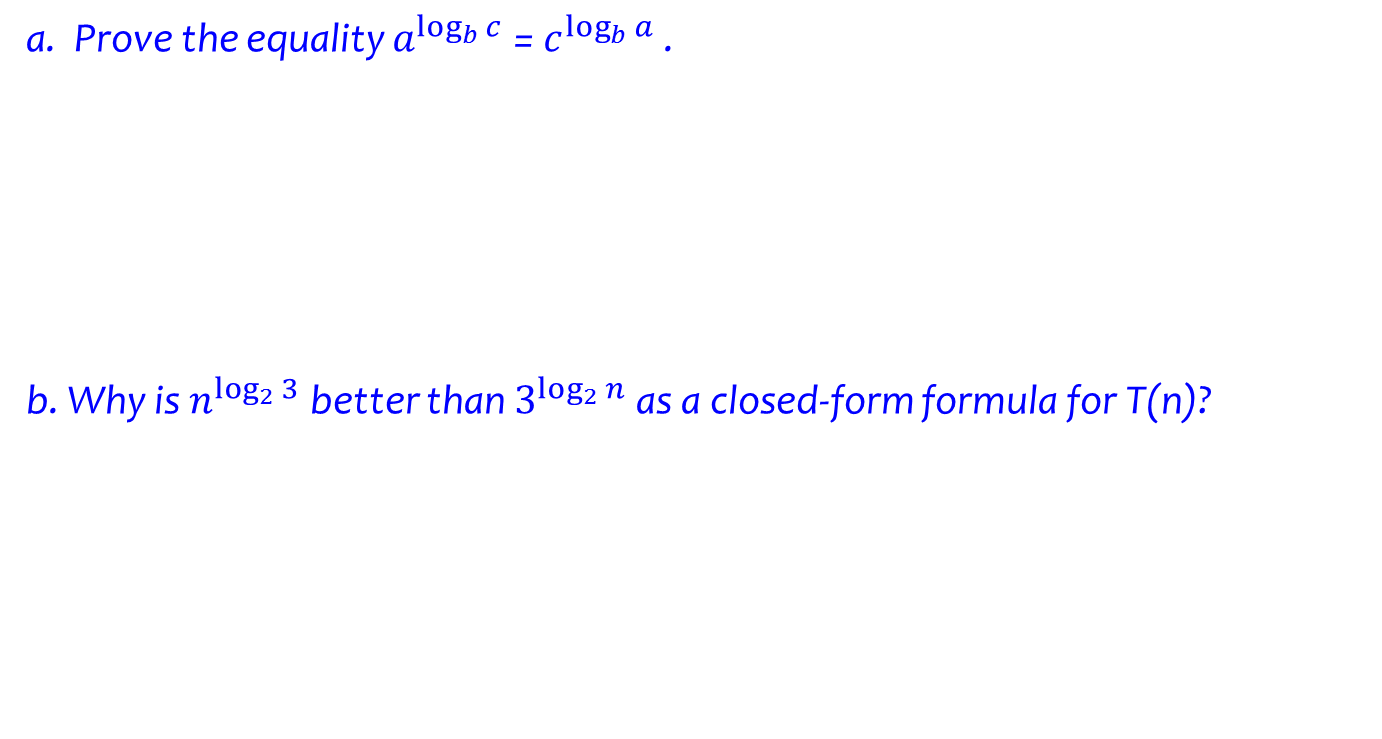 a. Prove the equality a^{log_b c} = c^{log_b a} .
b. Why is n^{log_2 3} better than 3^{log_2 n} as a closed-form formula for T(n)?